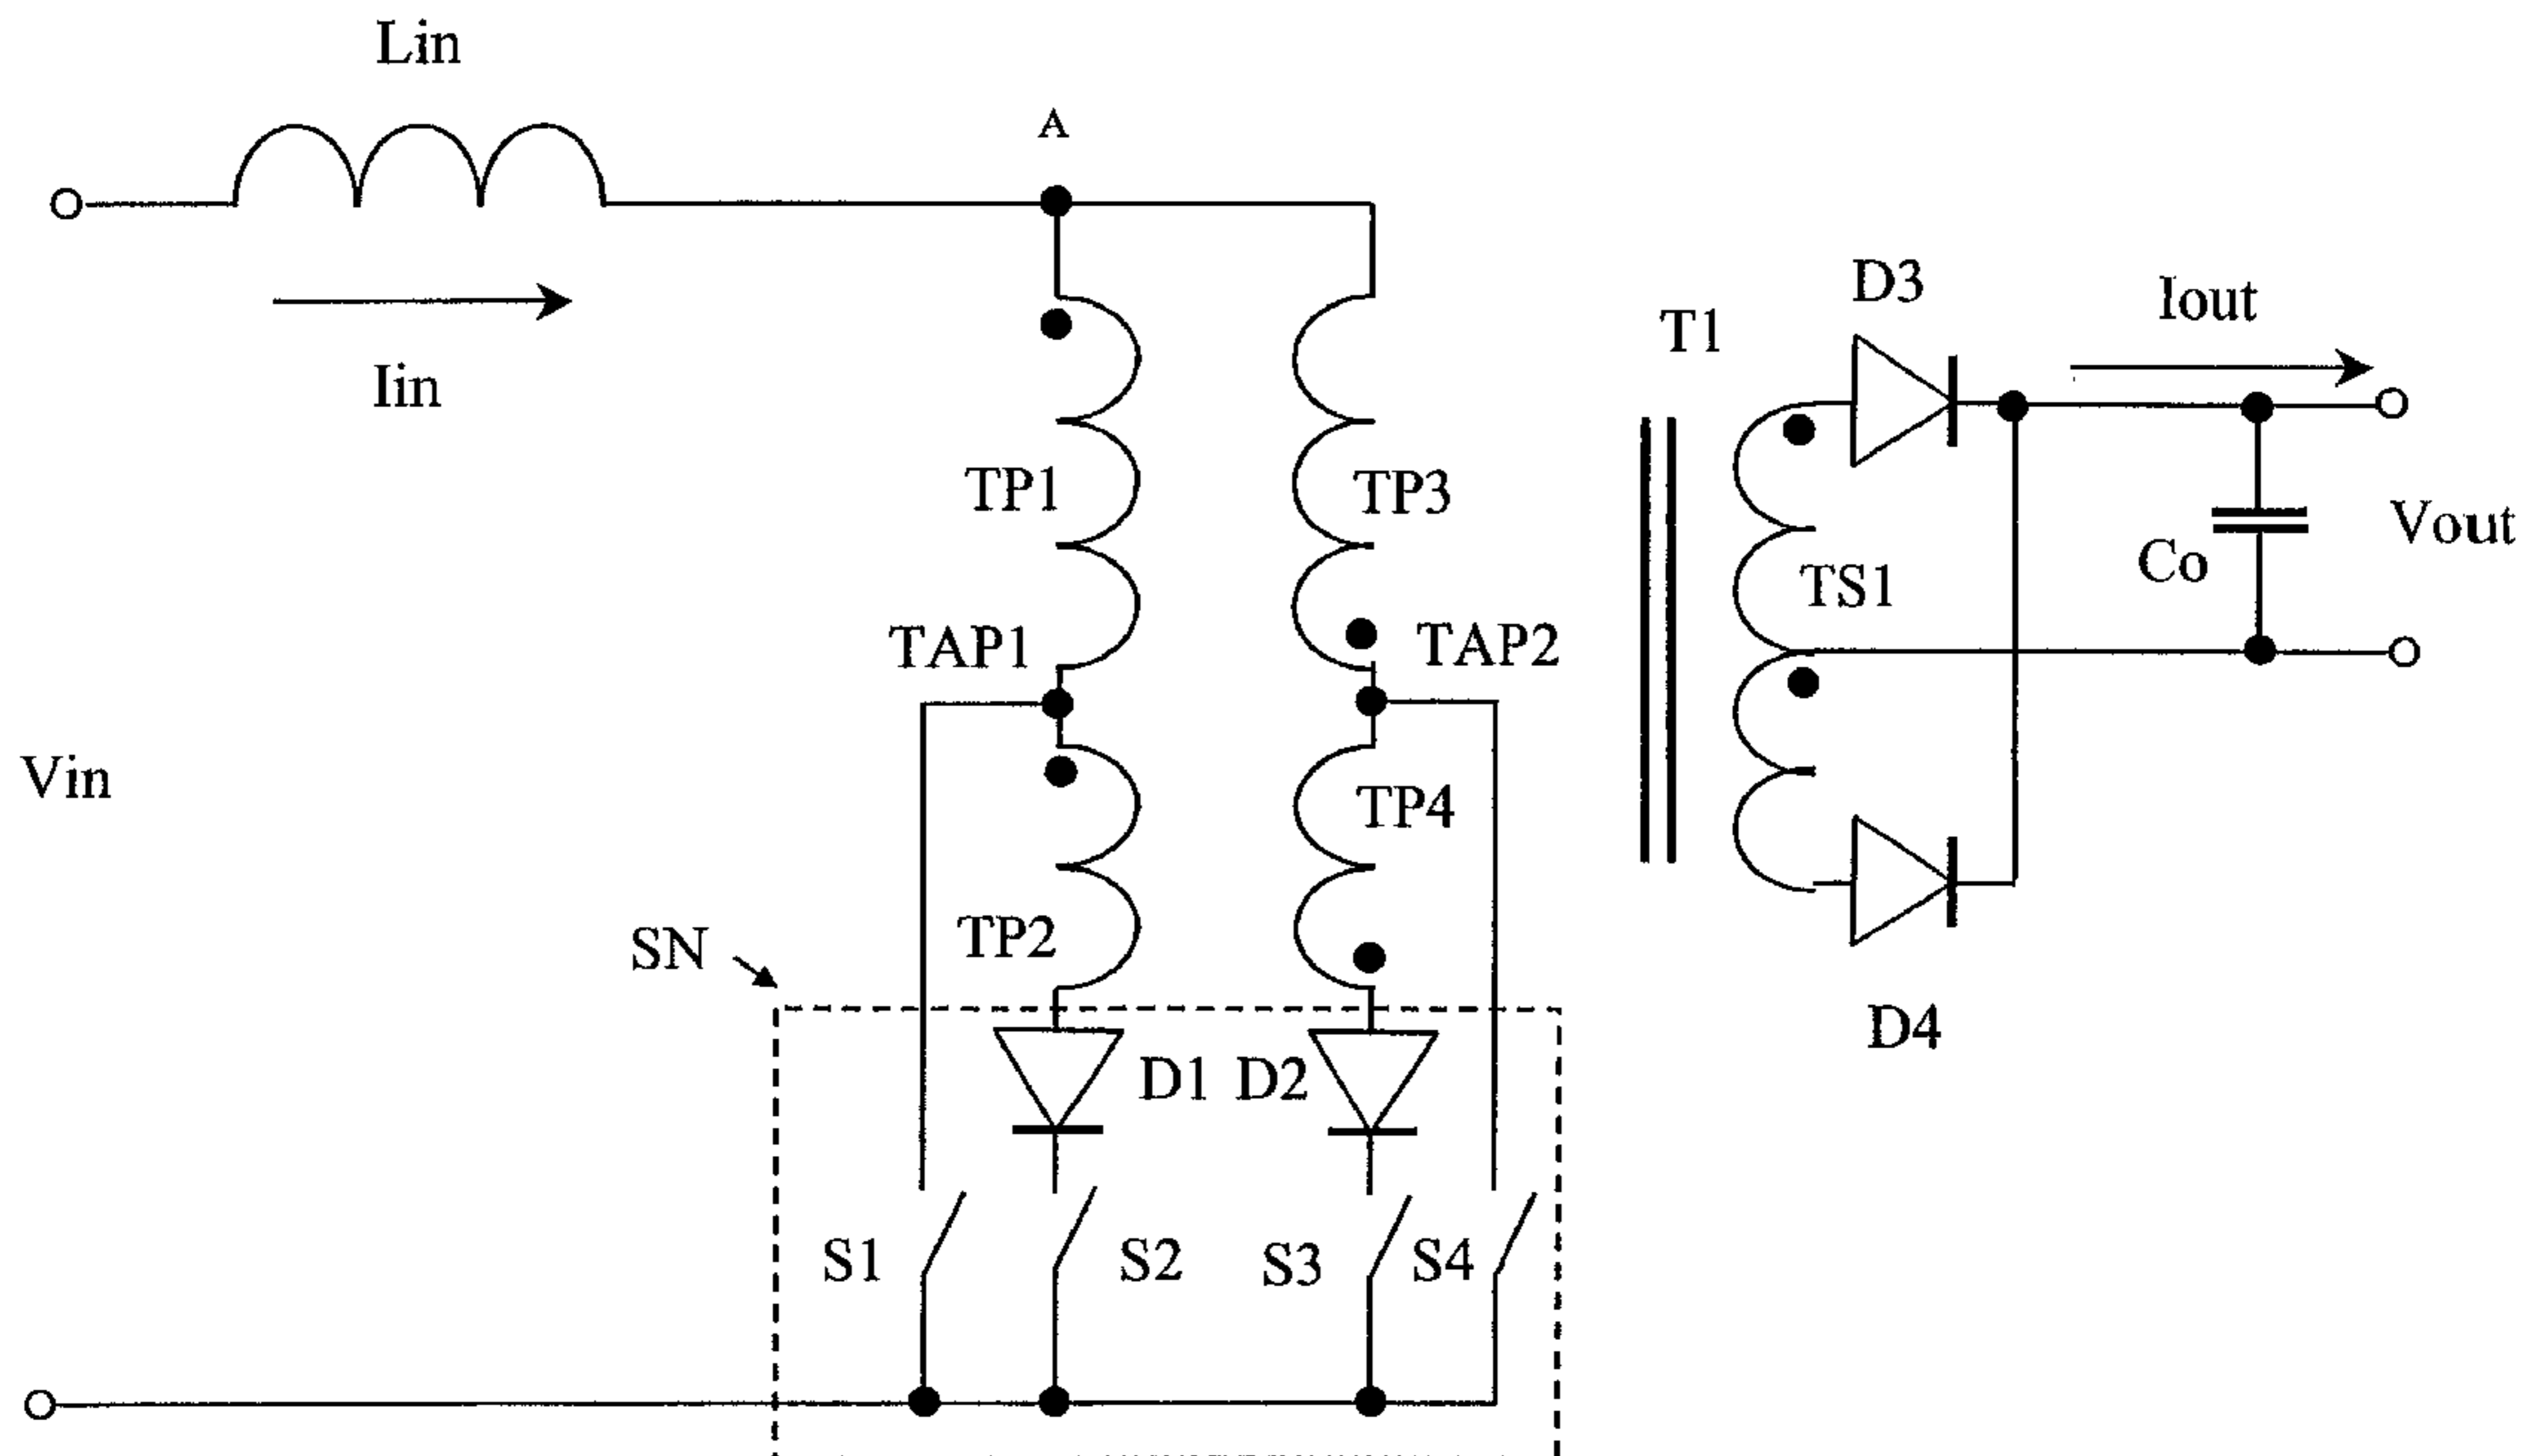 Lin
A
Iin
D3
Iout
T1
TP1
TP3
Vout
Co
TS1
TAP1
TAP2
Vin
TP4
SN
TP2
D4
D1
D2
S1
S2
S3
S4